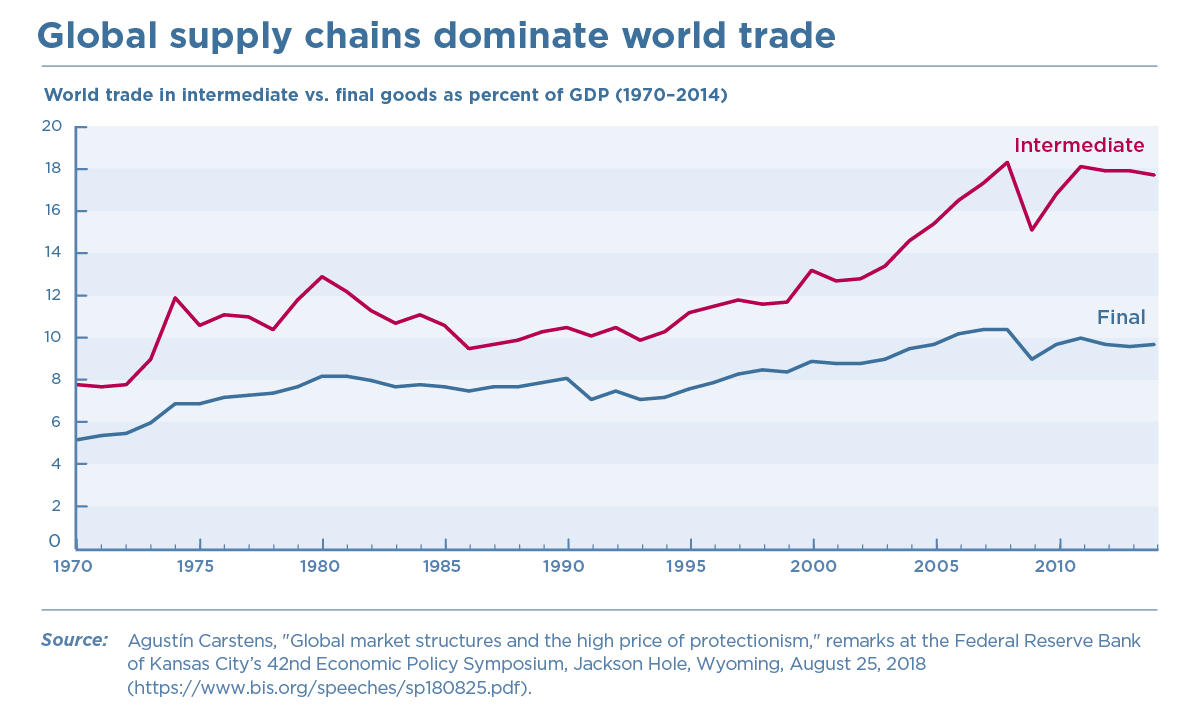 Global supply chains dominate world trade
World trade in intermediate vs. final goods as percent of GDP (1970–2014)
20
18
16
14
12
10
8
6
4
2
0
Intermediate
Final
1970 1975 1980 1985 1990 1995 2000 2005 2010
Source: Agustín Carstens, "Global market structures and the high price of protectionism," remarks at the Federal Reserve Bank
of Kansas City’s 42nd Economic Policy Symposium, Jackson Hole, Wyoming, August 25, 2018
(https://www.bis.org/speeches/sp180825.pdf).